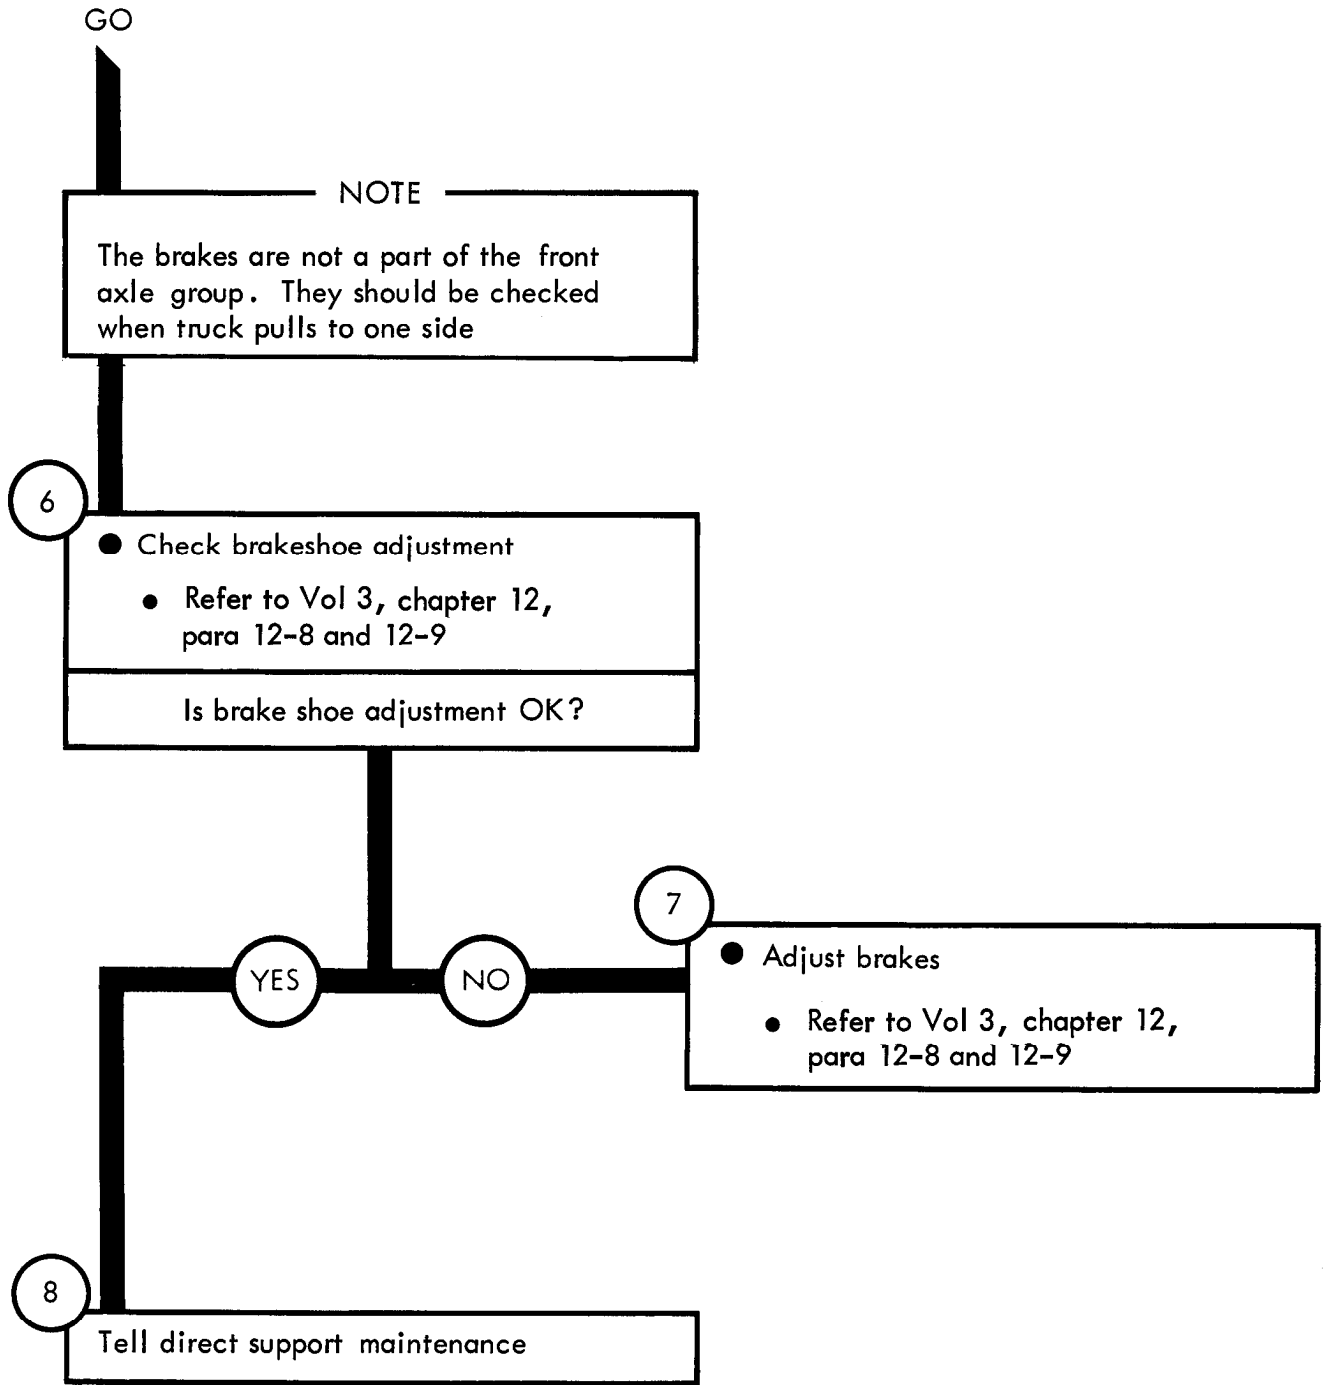 GO
NOTE
The brakes are not a part of the front
axle group. They should be checked
when truck pulls to one side
6
● Check brakeshoe adjustment
● Refer to Vol 3, chapter 12,
para 12-8 and 12-9
Is brake shoe adjustment OK?
YES
NO
7
● Adjust brakes
● Refer to Vol 3, chapter 12,
para 12-8 and 12-9
8
Tell direct support maintenance